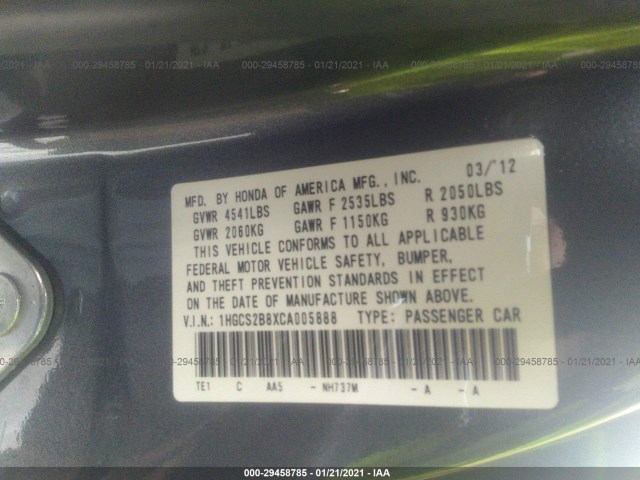 000-29458785 / 01/21/2021 - IAA
MFD. BY HONDA OF AMERICA MFG., INC. 03/'12
GVWR 4541LBS GAWR F 2535LBS R 2050LBS
GVWR 2060KG GAWR F 1150KG R 930KG
THIS VEHICLE CONFORMS TO ALL APPLICABLE
FEDERAL MOTOR VEHICLE SAFETY, BUMPER,
AND THEFT PREVENTION STANDARDS IN EFFECT
ON THE DATE OF MANUFACTURE SHOWN ABOVE.
V.I.N.: 1HGCS2B8XCA005888 TYPE: PASSENGER CAR
TE1 C AA5 - NH737M - A - A
000-29458785 / 01/21/2021 - IAA